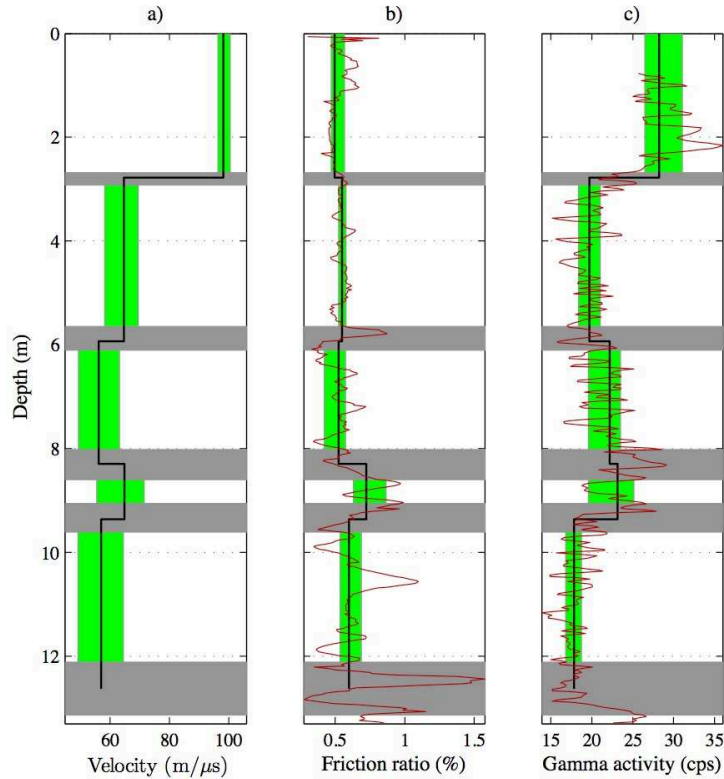 a)
b)
c)
0
2
4
6
8
10
12
Depth (m)
60
80
100
0.5
1
1.5
15
20
25
30
35
Velocity (m/μs)
Friction ratio (%)
Gamma activity (cps)